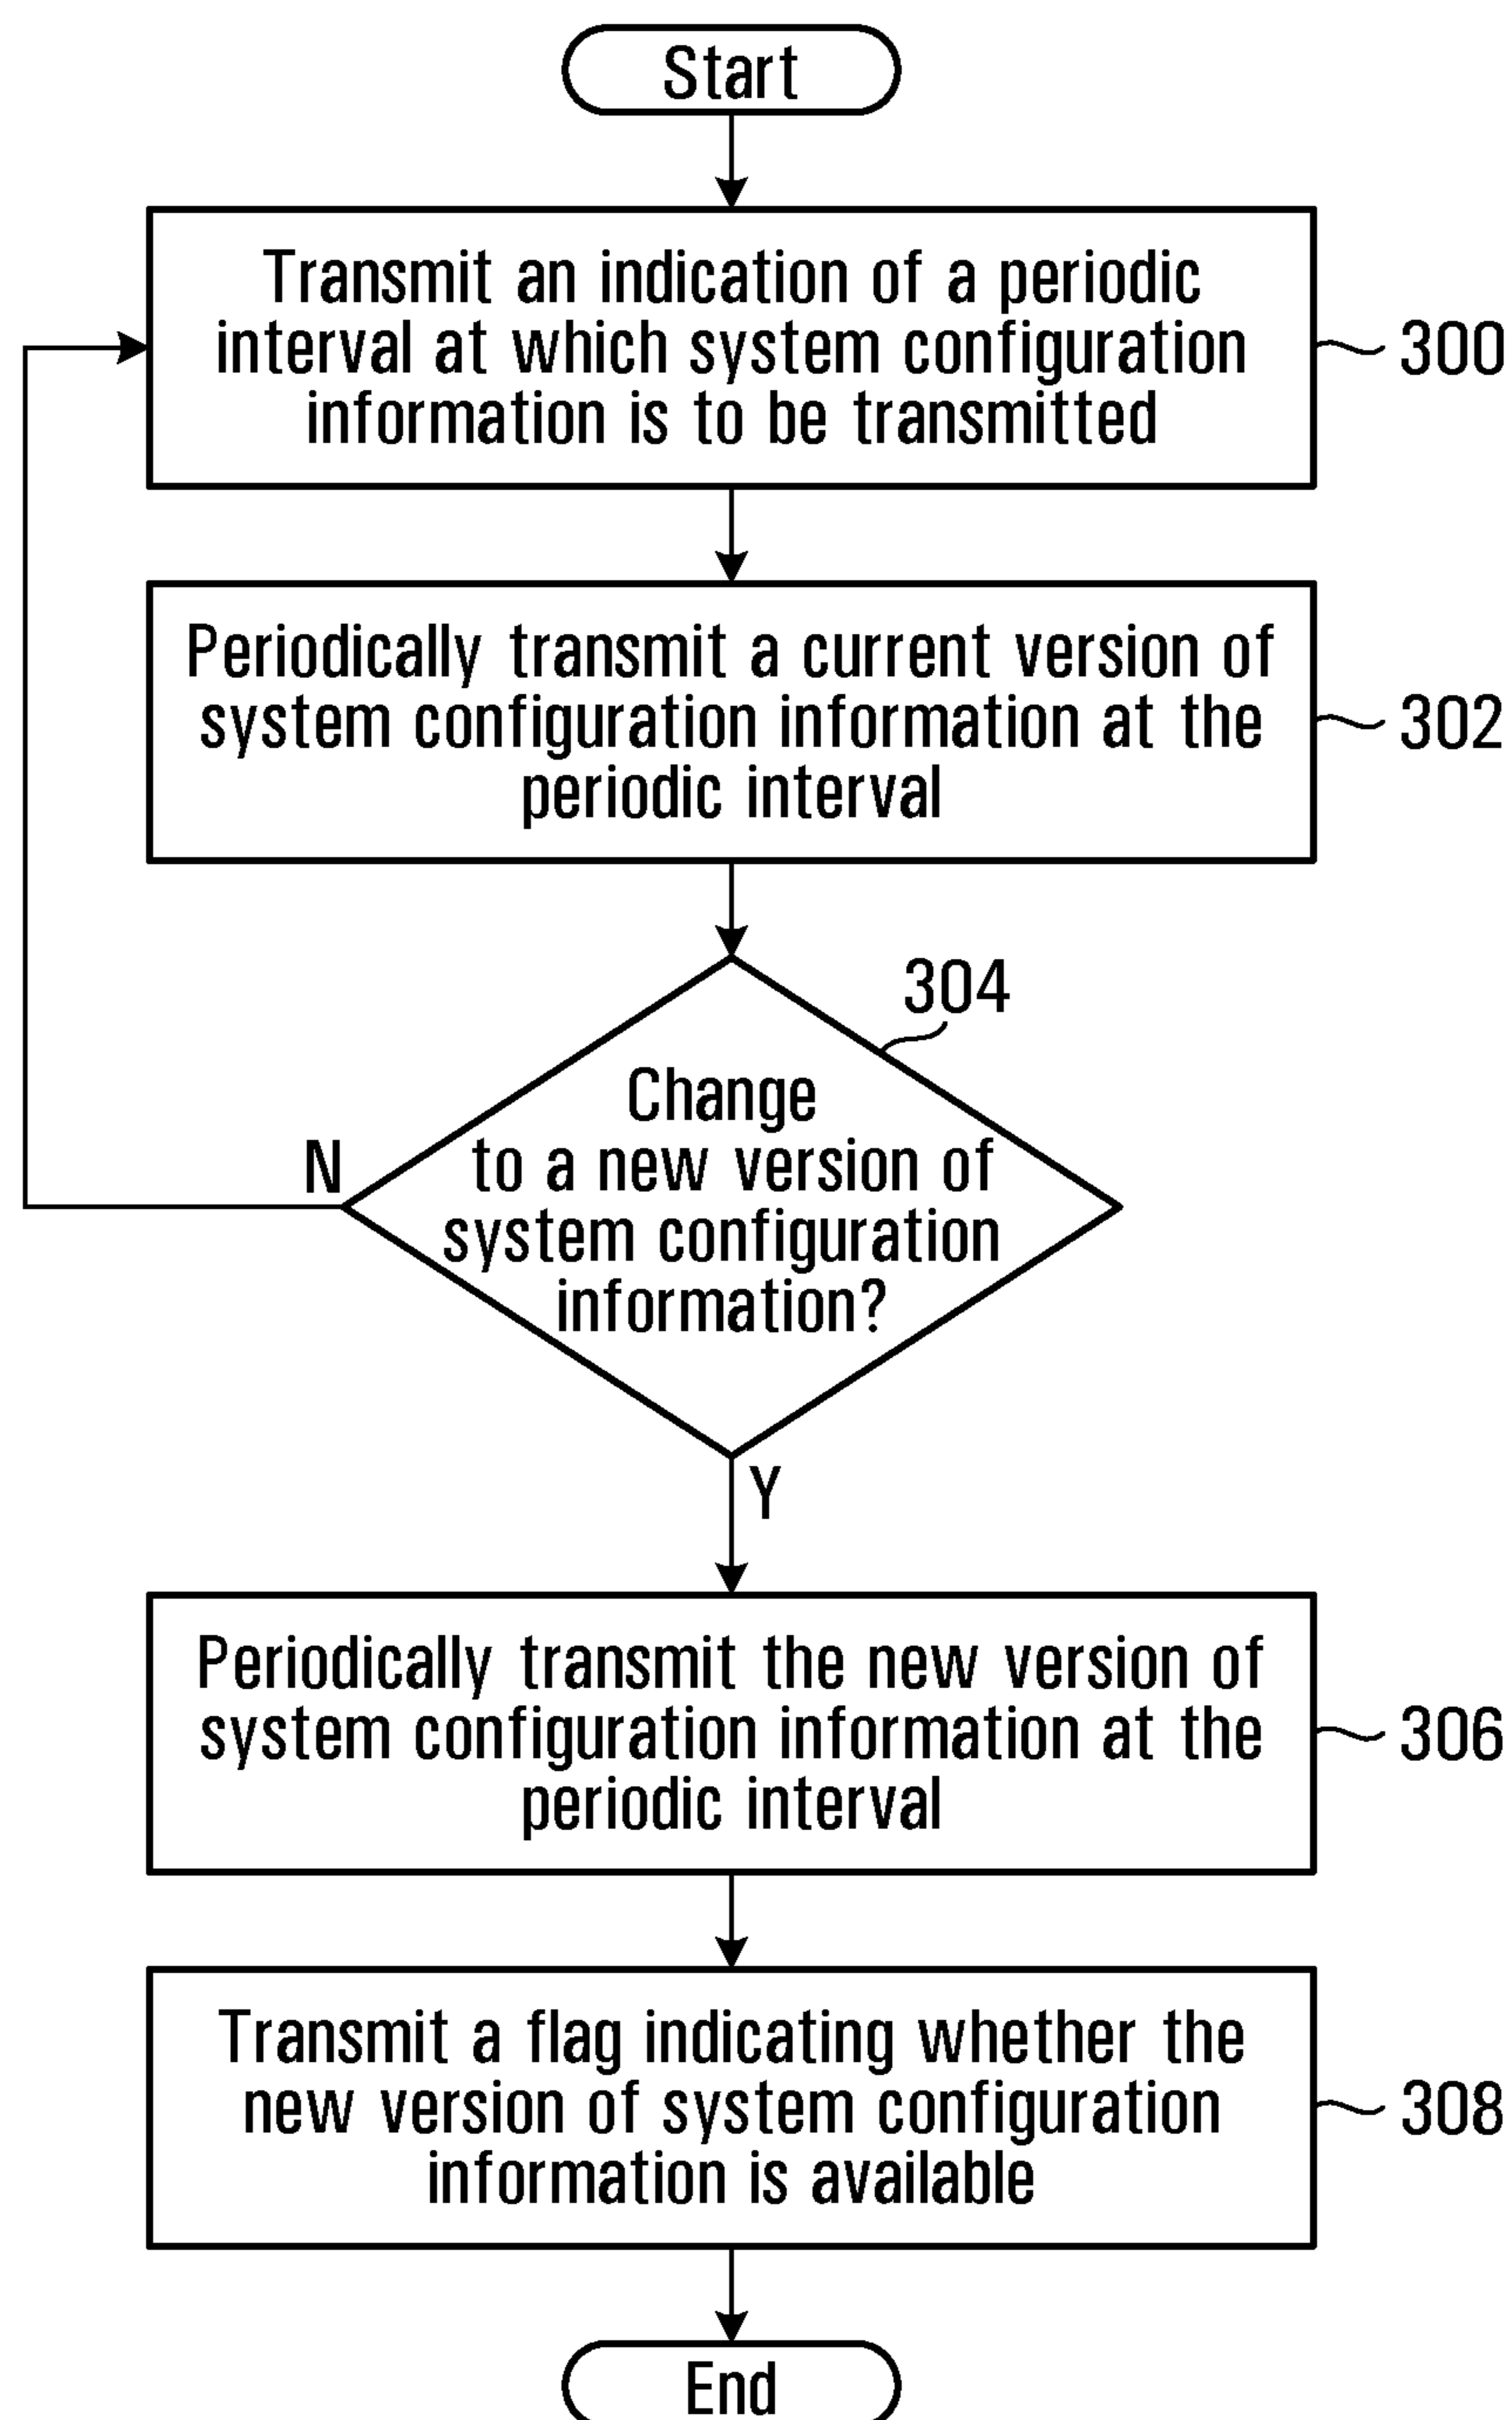 Start
Transmit an indication of a periodic
interval at which system configuration
information is to be transmitted
300
Periodically transmit a current version of
system configuration information at the
periodic interval
302
304
Change
to a new version of
system configuration
information?
N
Y
Periodically transmit the new version of
system configuration information at the
periodic interval
306
Transmit a flag indicating whether the
new version of system configuration
information is available
308
End